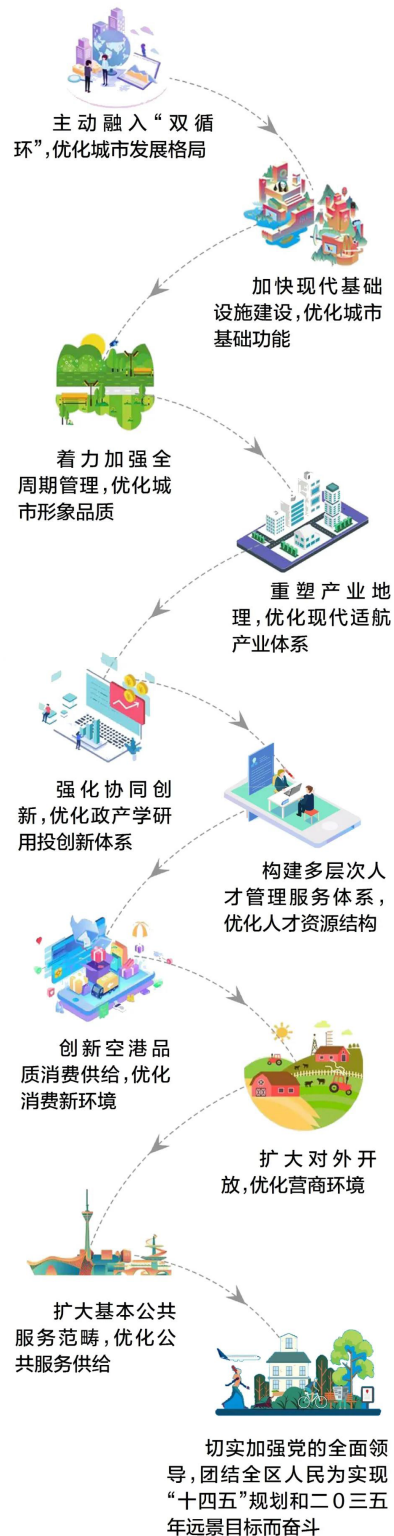 主动融入“双循
环”,优化城市发展格局
加快现代基础
设施建设,优化城市
基础功能
着力加强全
周期管理,优化城
市形象品质
重塑产业地
理,优化现代适航
产业体系
强化协同创
新,优化政产学研
用投创新体系
构建多层次人
才管理服务体系,
优化人才资源结构
创新空港品
质消费供给,优化
消费新环境
扩大对外开
放,优化营商环境
扩大基本公共
服务范畴,优化公
共服务供给
切实加强党的全面领
导,团结全区人民为实现
“十四五”规划和二0三五
年远景目标而奋斗